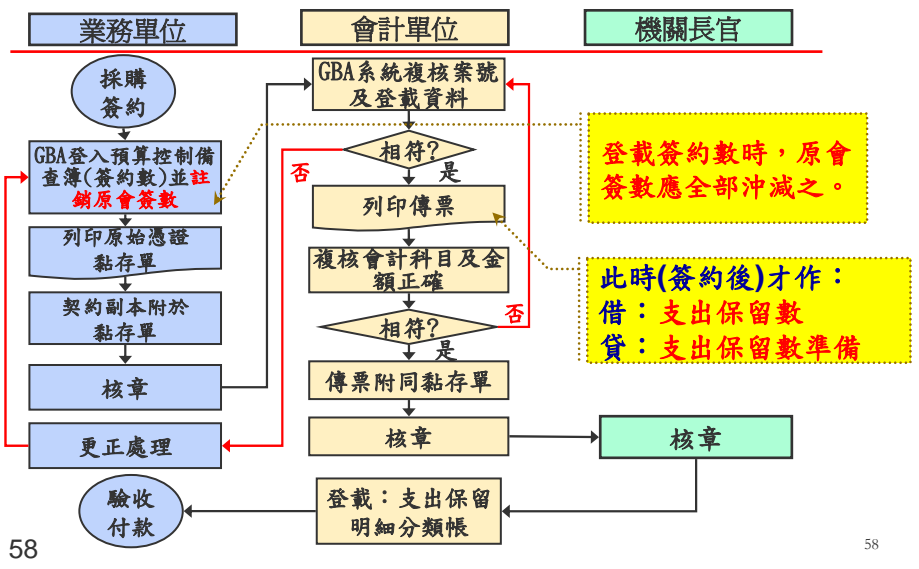 業務單位
會計單位
機關長官
採購
簽約
GBA登入預算控制備
查簿(簽約數)並註
銷原會簽數
列印原始憑證
黏存單
契約副本附於
黏存單
核章
更正處理
驗收
付款
GBA系統複核案號
及登載資料
相符?
否
是
列印傳票
複核會計科目及金
額正確
相符?
否
是
傳票附同黏存單
核章
登載：支出保留
明細分類帳
核章
登載簽約數時，原會
簽數應全部沖減之。
此時(簽約後)才作：
借：支出保留數
貸：支出保留數準備
58
58